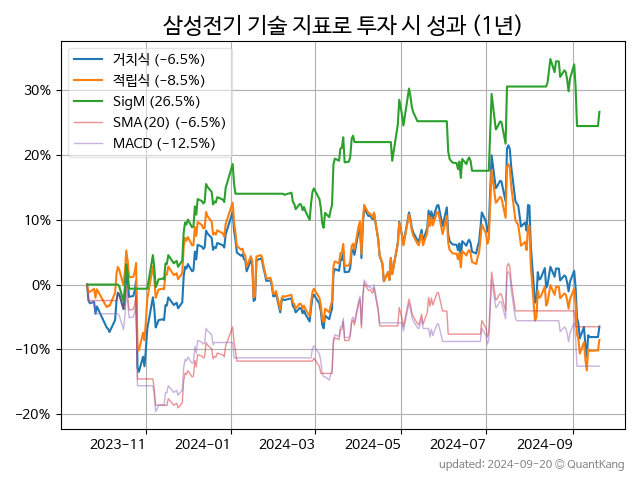 삼성전기 기술 지표로 투자 시 성과 (1년)
거치식 (−6.5%)
적립식 (−8.5%)
SigM (26.5%)
SMA(20) (−6.5%)
MACD (−12.5%)
30%
20%
10%
0%
−10%
−20%
2023-11 2024-01 2024-03 2024-05 2024-07 2024-09
updated: 2024-09-20 © QuantKang